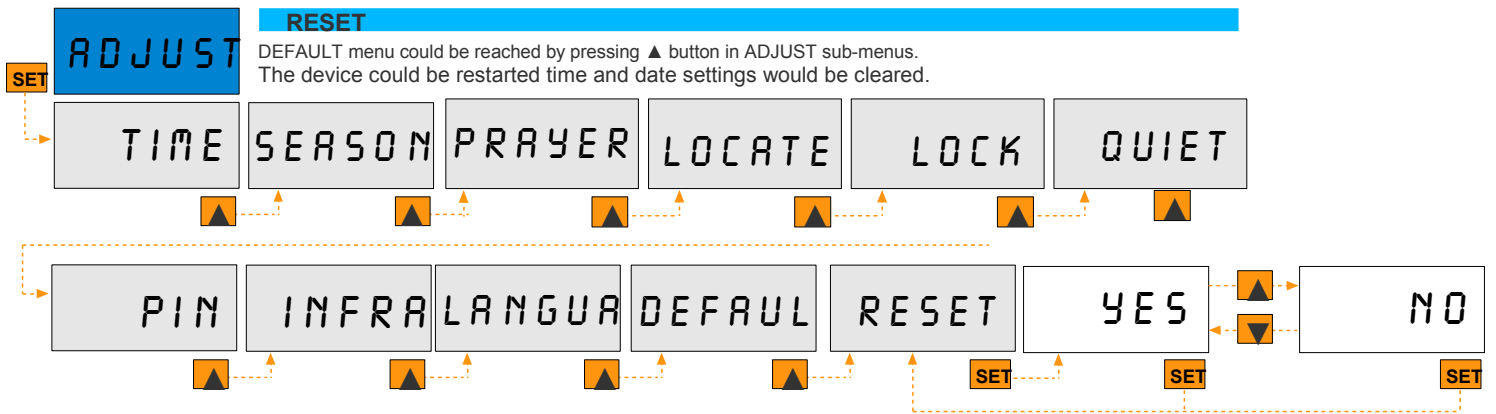 RESET
ADJUST
DEFAULT menu could be reached by pressing ▲ button in ADJUST sub-menus.
The device could be restarted time and date settings would be cleared.
SET
TIME SEASON PRAYER LOCATE LOCK QUIET
▲ ▲ ▲ ▲ ▲ ▲
PIN INFRA LANGUA DEFAUL RESET YES ▲ ▼ NO
▲ ▲ ▲ ▲ SET SET SET